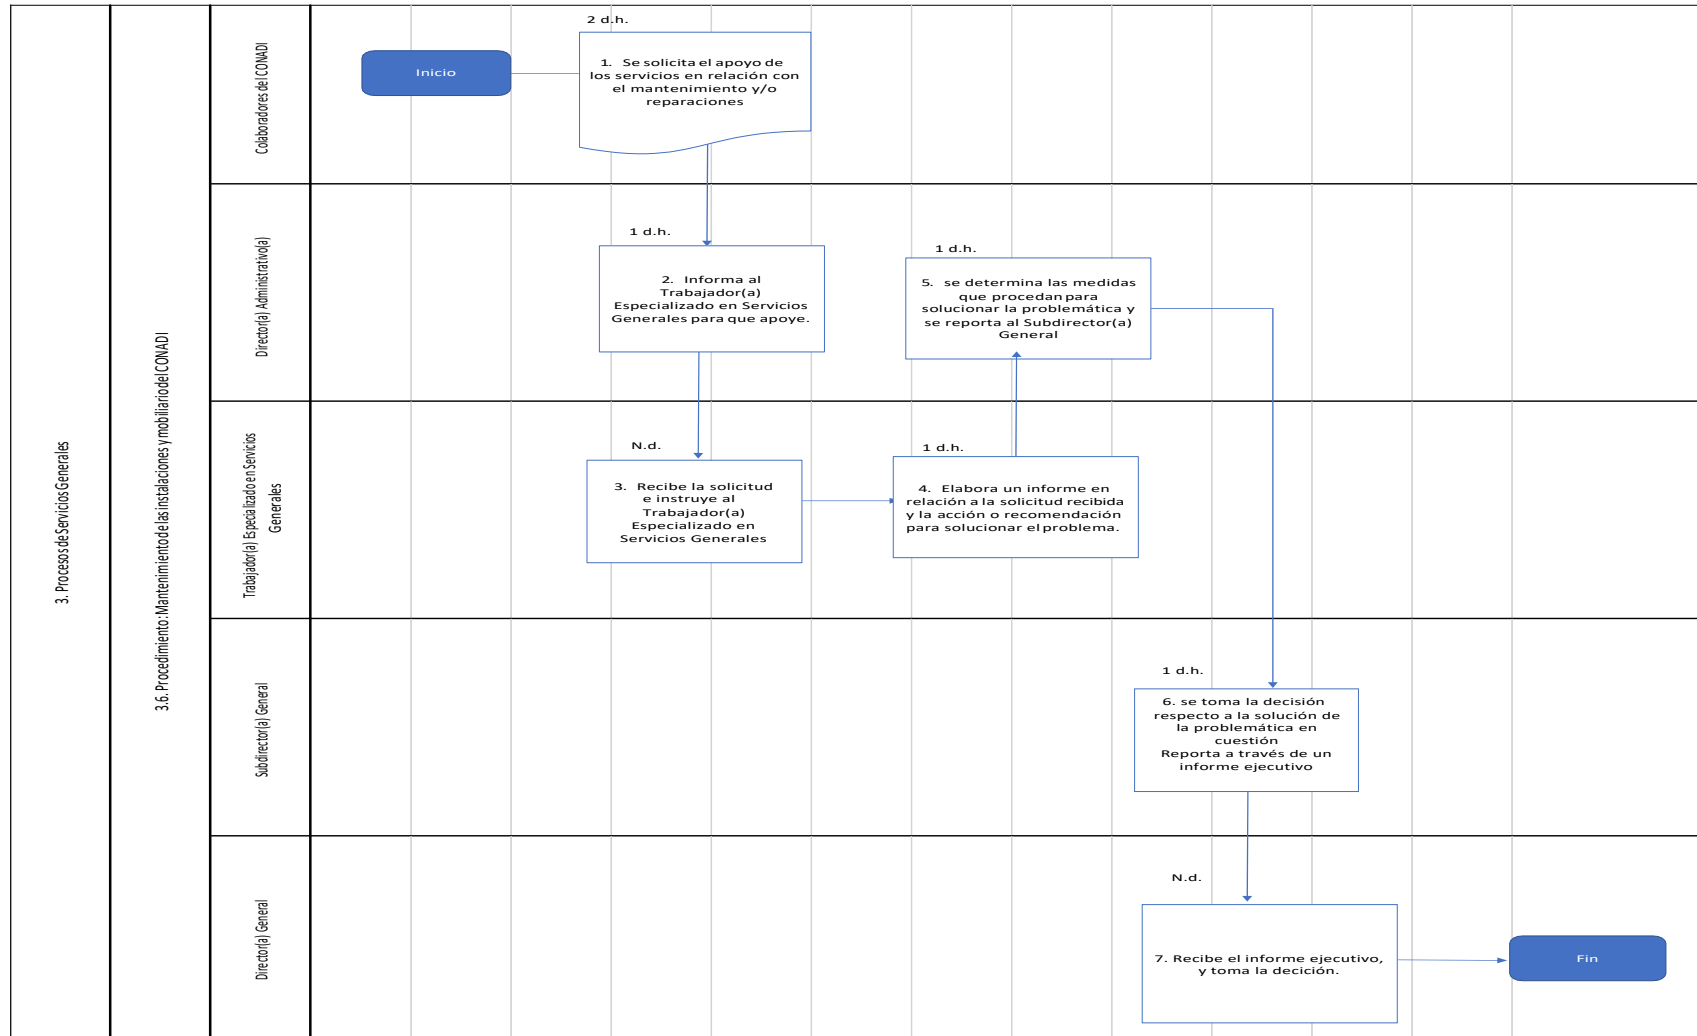 3. Procesos de Servicios Generales
3.6. Procedimiento: Mantenimiento de las instalaciones y mobiliario del CONADI
Colaboradores del CONADI
Inicio
2 d.h.
1. Se solicita el apoyo de
los servicios en relación con
el mantenimiento y/o
reparaciones
Director(a) Administrativo(a)
1 d.h.
2. Informa al
Trabajador(a)
Especializado en Servicios
Generales para que apoye.
1 d.h.
5. se determina las medidas
que procedan para
solucionar la problemática y
se reporta al Subdirector(a)
General
Trabajador(a) Especializado en Servicios
Generales
N.d.
3. Recibe la solicitud
e instruye al
Trabajador(a)
Especializado en
Servicios Generales
1 d.h.
4. Elabora un informe en
relación a la solicitud recibida
y la acción o recomendación
para solucionar el problema.
Subdirector(a) General
1 d.h.
6. se toma la decisión
respecto a la solución de
la problemática en
cuestión
Reporta a través de un
informe ejecutivo
Director(a) General
N.d.
7. Recibe el informe ejecutivo,
y toma la decición.
Fin